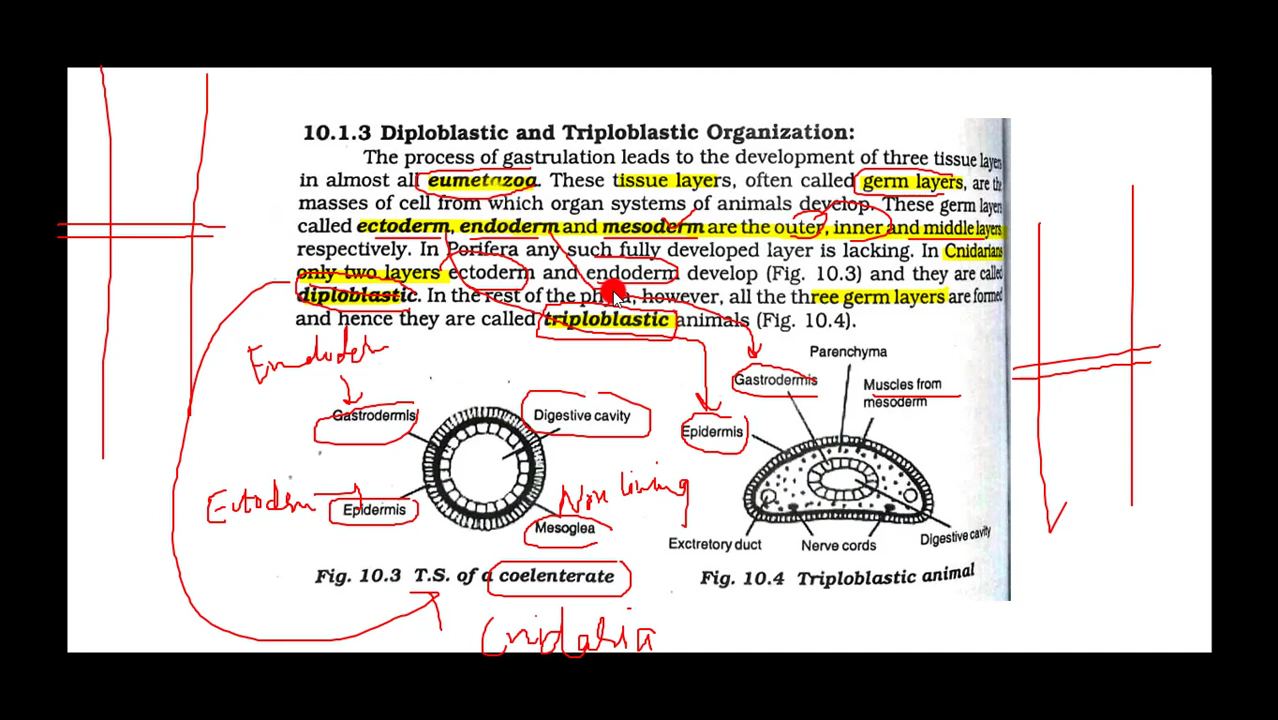 10.1.3 Diploblastic and Triploblastic Organization:
The process of gastrulation leads to the development of three tissue layers
in almost all eumetazoa. These tissue layers, often called germ layers, are the
masses of cell from which organ systems of animals develop. These germ layers
called ectoderm, endoderm and mesoderm are the outer, inner and middle layers
respectively. In Porifera any such fully developed layer is lacking. In Cnidarians
only two layers ectoderm and endoderm develop (Fig. 10.3) and they are called
diploblastic. In the rest of the phyla, however, all the three germ layers are formed
and hence they are called triploblastic animals (Fig. 10.4).
Parenchyma
Gastrodermis
Muscles from
mesoderm
Gastrodermis
Digestive cavity
Epidermis
Non living
Ectoderm
Epidermis
Mesoglea
Exctretory duct
Nerve cords
Digestive cavity
Fig. 10.3 T.S. of a coelenterate
Fig. 10.4 Triploblastic animal
Cnidaria